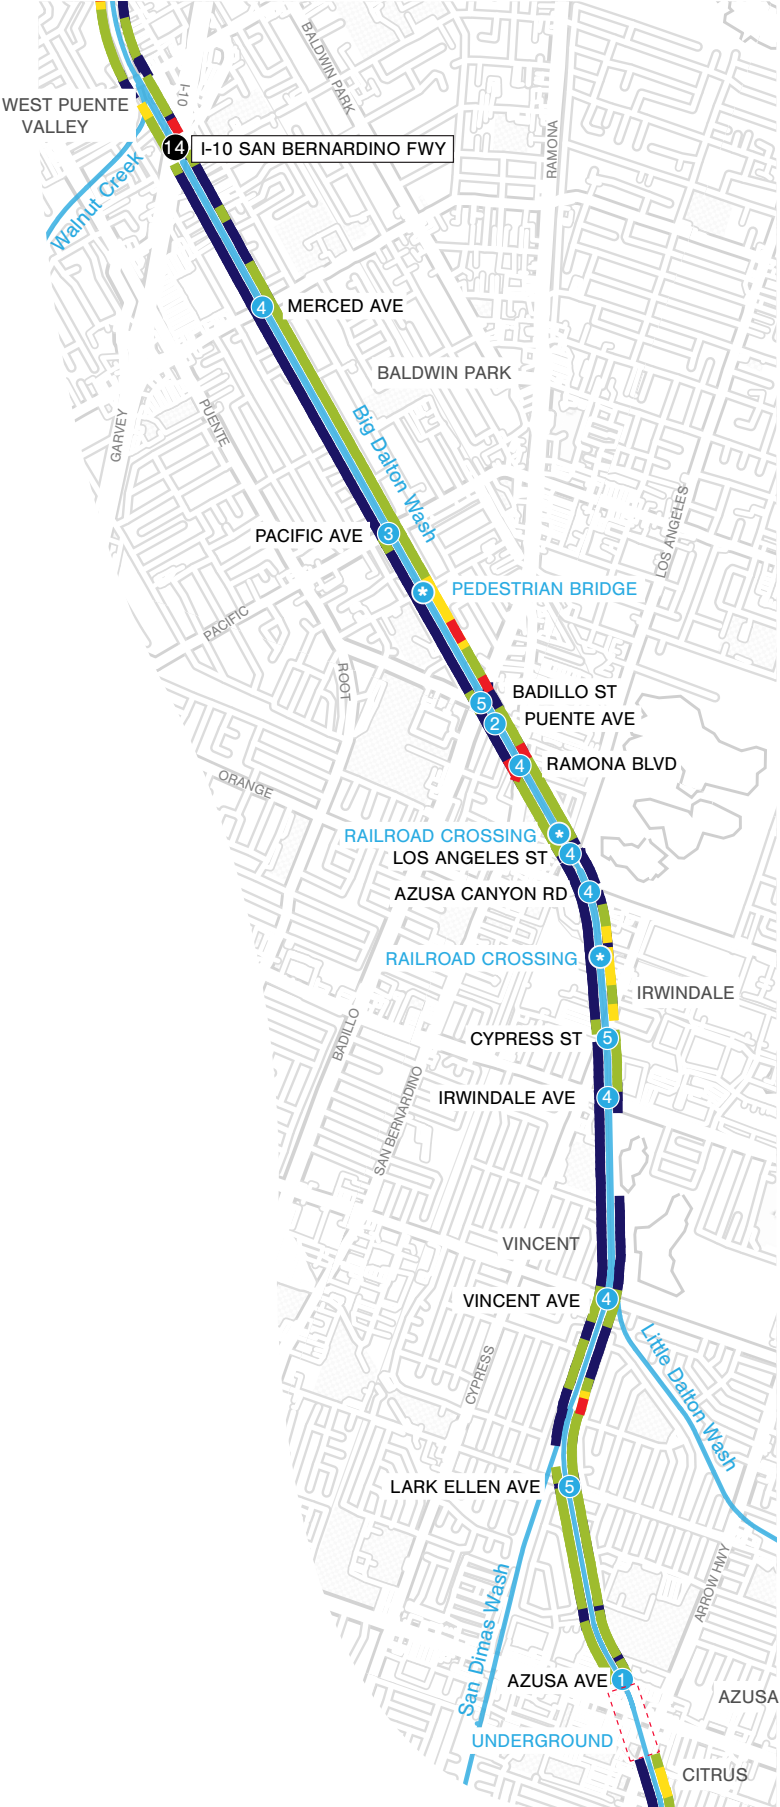 BALDWIN PARK
I-10
WEST PUENTE
VALLEY
RAMONA
14
I-10 SAN BERNARDINO FWY
Walnut Creek
4
MERCED AVE
BALDWIN PARK
PUENTE
GARVEY
Big Dalton Wash
LOS ANGELES
PACIFIC AVE
3
*
PEDESTRIAN BRIDGE
PACIFIC
ROOT
BADILLO ST
5
PUENTE AVE
2
RAMONA BLVD
4
ORANGE
RAILROAD CROSSING
*
LOS ANGELES ST
4
AZUSA CANYON RD
4
RAILROAD CROSSING
*
IRWINDALE
BADILLO
CYPRESS ST
5
IRWINDALE AVE
4
SAN BERNARDINO
VINCENT
VINCENT AVE
4
Little Dalton Wash
CYPRESS
LARK ELLEN AVE
5
ARROW HWY
San Dimas Wash
AZUSA AVE
1
AZUSA
UNDERGROUND
CITRUS